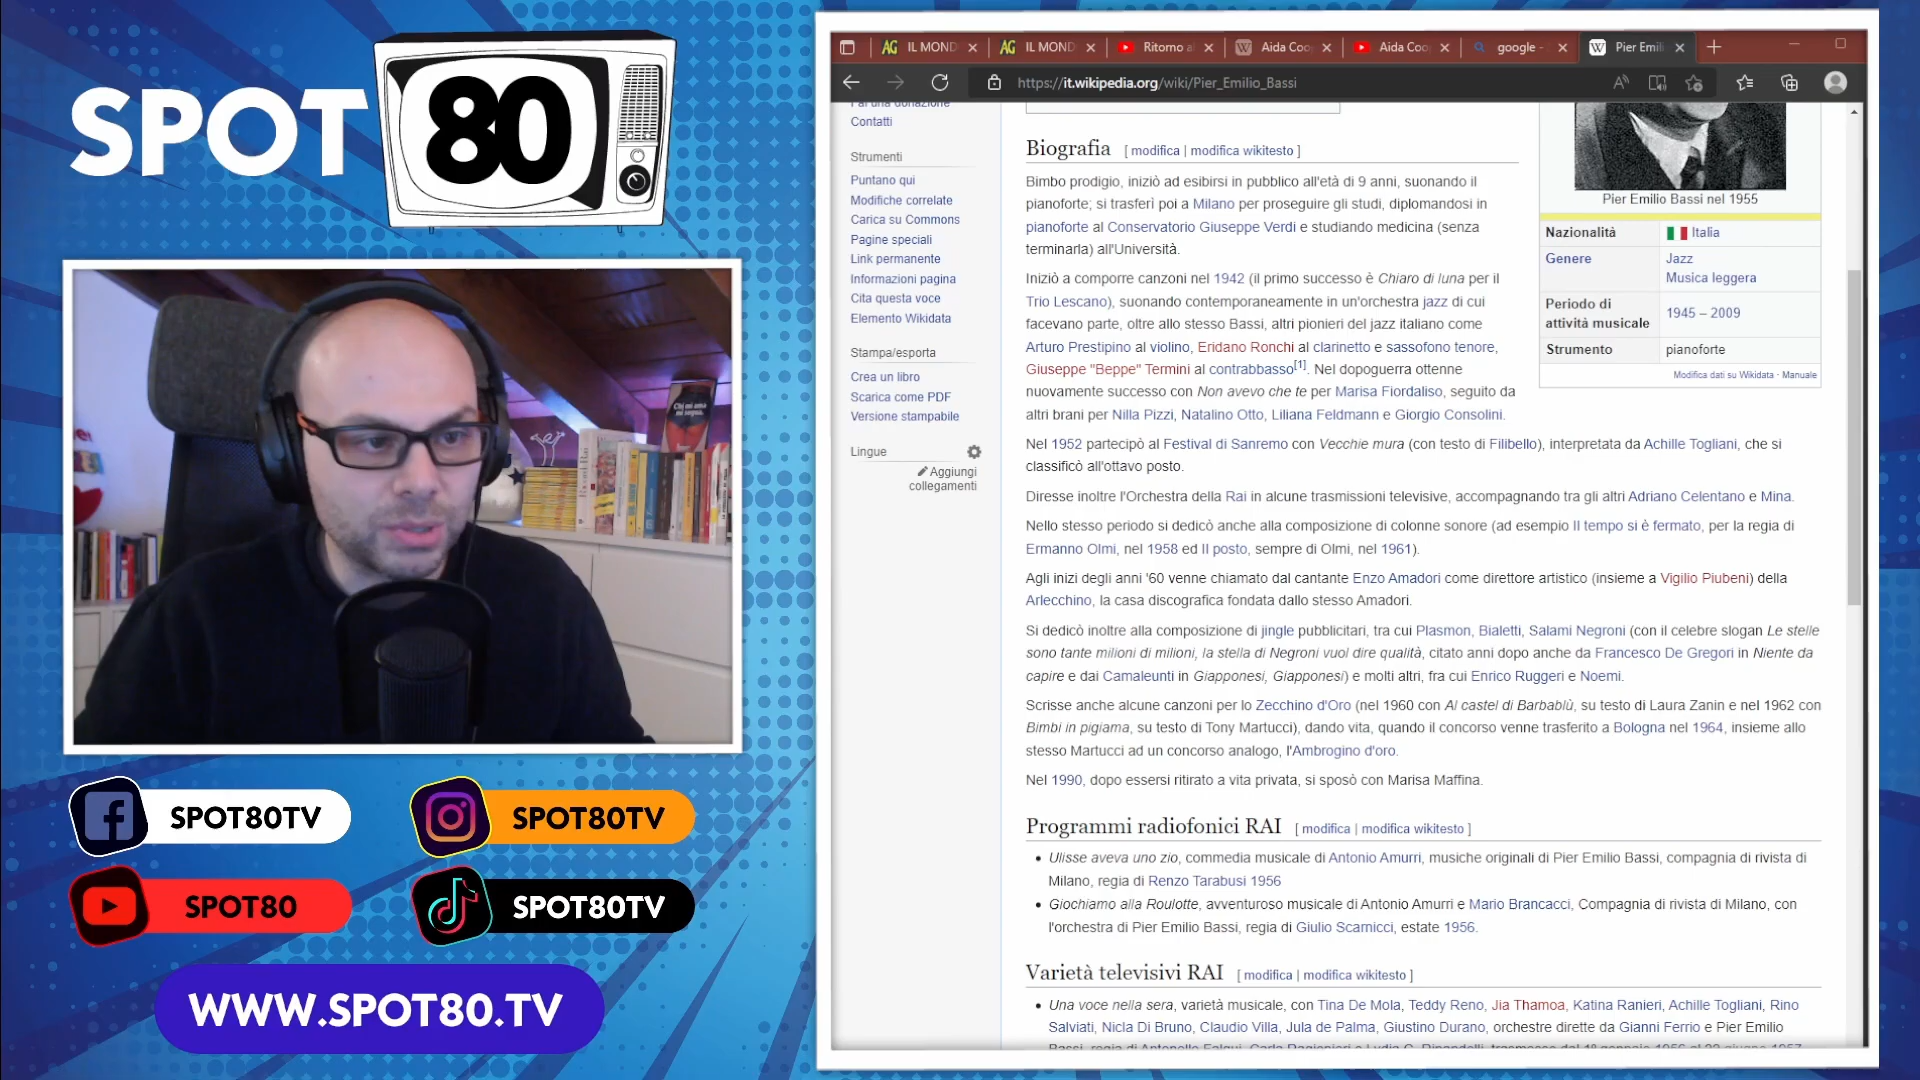 SPOT 80
SPOT80TV
SPOT80TV
SPOT80
SPOT80TV
WWW.SPOT80.TV
IL MOND
IL MOND
Ritorno a
Aida Coo
Aida Coo
google -
Pier Emil
https://it.wikipedia.org/wiki/Pier_Emilio_Bassi
Fai una donazione
Contatti
Strumenti
Puntano qui
Modifiche correlate
Carica su Commons
Pagine speciali
Link permanente
Informazioni pagina
Cita questa voce
Elemento Wikidata
Stampa/esporta
Crea un libro
Scarica come PDF
Versione stampabile
Lingue
Aggiungi
collegamenti
Biografia [ modifica | modifica wikitesto ]
Bimbo prodigio, iniziò ad esibirsi in pubblico all'età di 9 anni, suonando il
pianoforte; si trasferì poi a Milano per proseguire gli studi, diplomandosi in
pianoforte al Conservatorio Giuseppe Verdi e studiando medicina (senza
terminarla) all'Università.
Iniziò a comporre canzoni nel 1942 (il primo successo è Chiaro di luna per il
Trio Lescano), suonando contemporaneamente in un'orchestra jazz di cui
facevano parte, oltre allo stesso Bassi, altri pionieri del jazz italiano come
Arturo Prestipino al violino, Eridano Ronchi al clarinetto e sassofono tenore,
Giuseppe "Beppe" Termini al contrabbasso[1]. Nel dopoguerra ottenne
nuovamente successo con Non avevo che te per Marisa Fiordaliso, seguito da
altri brani per Nilla Pizzi, Natalino Otto, Liliana Feldmann e Giorgio Consolini.
Nel 1952 partecipò al Festival di Sanremo con Vecchie mura (con testo di Filibello), interpretata da Achille Togliani, che si
classificò all'ottavo posto.
Diresse inoltre l'Orchestra della Rai in alcune trasmissioni televisive, accompagnando tra gli altri Adriano Celentano e Mina.
Nello stesso periodo si dedicò anche alla composizione di colonne sonore (ad esempio Il tempo si è fermato, per la regia di
Ermanno Olmi, nel 1958 ed Il posto, sempre di Olmi, nel 1961).
Agli inizi degli anni '60 venne chiamato dal cantante Enzo Amadori come direttore artistico (insieme a Vigilio Piubeni) della
Arlecchino, la casa discografica fondata dallo stesso Amadori.
Si dedicò inoltre alla composizione di jingle pubblicitari, tra cui Plasmon, Bialetti, Salami Negroni (con il celebre slogan Le stelle
sono tante milioni di milioni, la stella di Negroni vuol dire qualità, citato anni dopo anche da Francesco De Gregori in Niente da
capire e dai Camaleunti in Giapponesi, Giapponesi) e molti altri, fra cui Enrico Ruggeri e Noemi.
Scrisse anche alcune canzoni per lo Zecchino d'Oro (nel 1960 con Al castel di Barbablù, su testo di Laura Zanin e nel 1962 con
Bimbi in pigiama, su testo di Tony Martucci), dando vita, quando il concorso venne trasferito a Bologna nel 1964, insieme allo
stesso Martucci ad un concorso analogo, l'Ambrogino d'oro.
Nel 1990, dopo essersi ritirato a vita privata, si sposò con Marisa Maffina.
Pier Emilio Bassi nel 1955
Nazionalità Italia
Genere Jazz
Musica leggera
Periodo di
attività musicale 1945 – 2009
Strumento pianoforte
Modifica dati su Wikidata · Manuale
Programmi radiofonici RAI [ modifica | modifica wikitesto ]
Ulisse aveva uno zio, commedia musicale di Antonio Amurri, musiche originali di Pier Emilio Bassi, compagnia di rivista di
Milano, regia di Renzo Tarabusi 1956
Giochiamo alla Roulotte, avventuroso musicale di Antonio Amurri e Mario Brancacci, Compagnia di rivista di Milano, con
l'orchestra di Pier Emilio Bassi, regia di Giulio Scarnicci, estate 1956.
Varietà televisivi RAI [ modifica | modifica wikitesto ]
Una voce nella sera, varietà musicale, con Tina De Mola, Teddy Reno, Jia Thamoa, Katina Ranieri, Achille Togliani, Rino
Salviati, Nicla Di Bruno, Claudio Villa, Jula de Palma, Giustino Durano, orchestre dirette da Gianni Ferrio e Pier Emilio